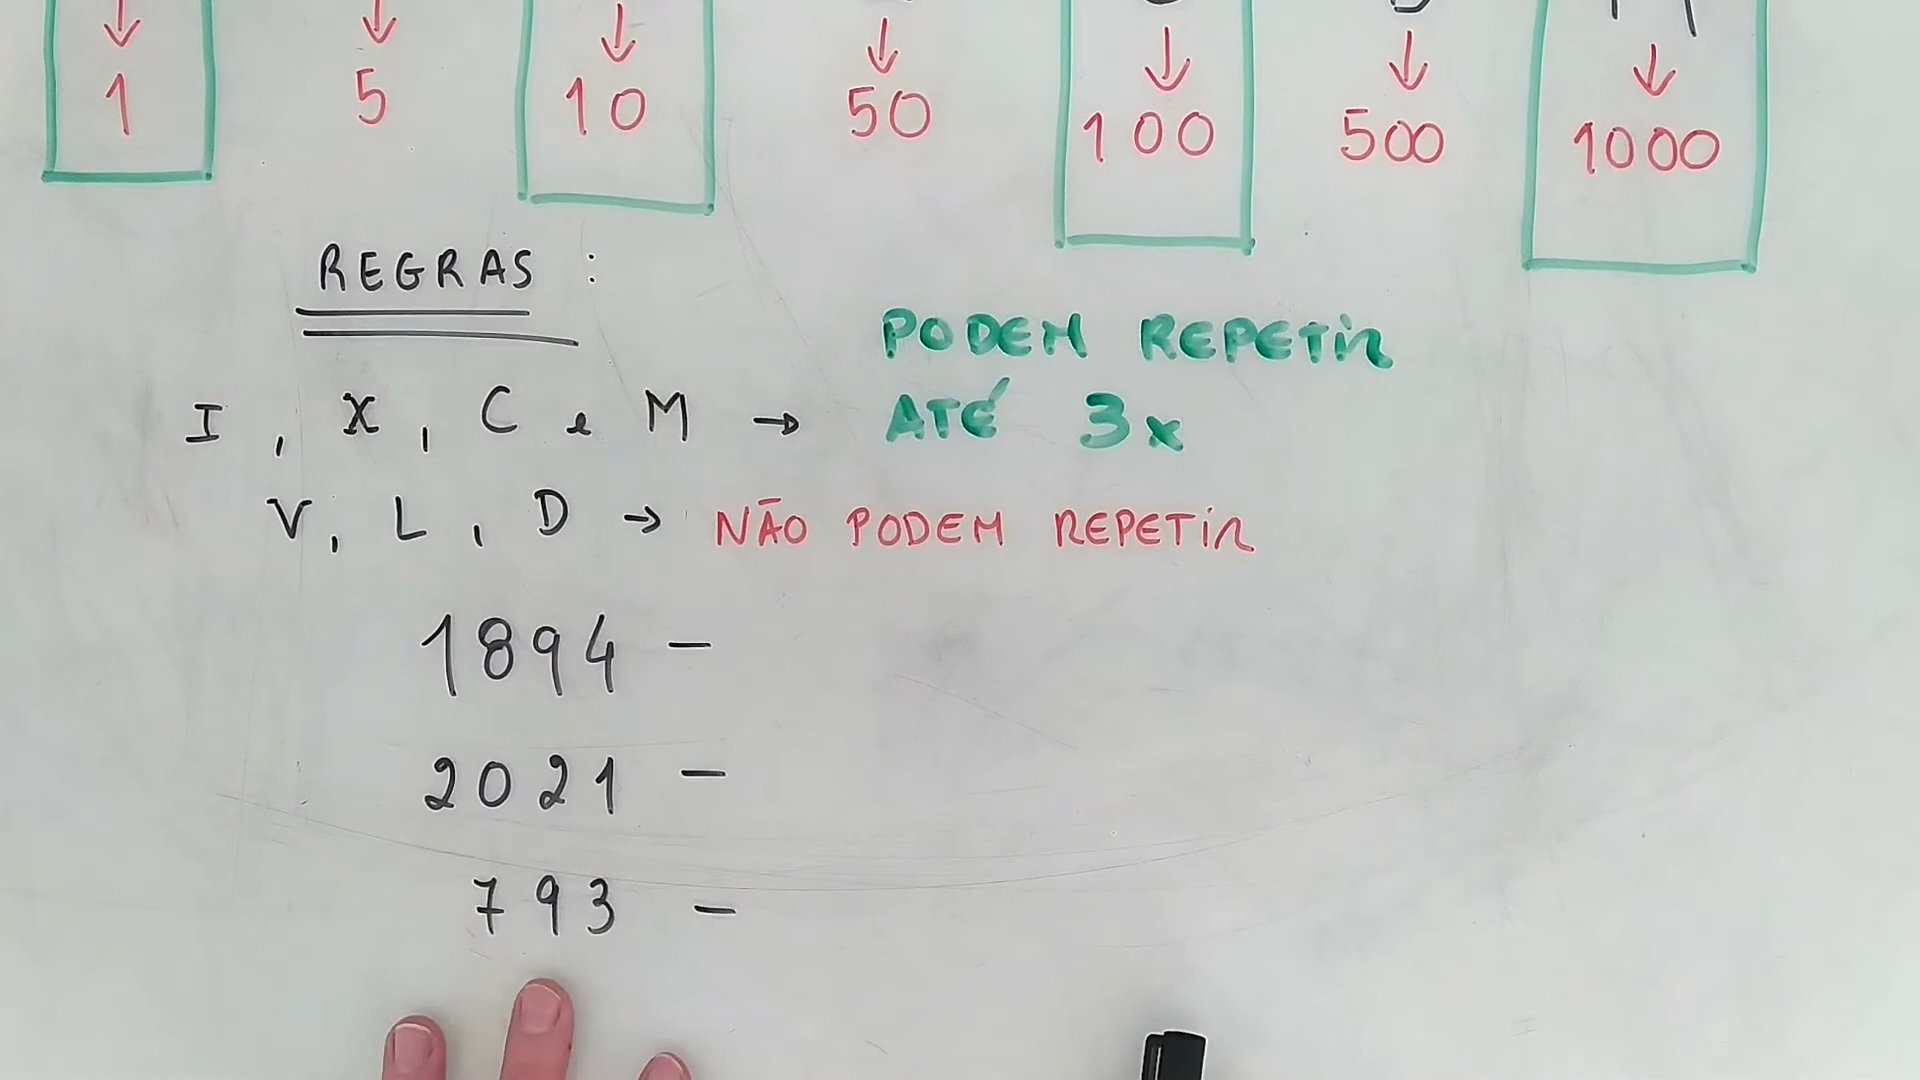 1 5 10 50 100 500 1000
REGRAS :
I , X , C e M → PODEM REPETIR
ATÉ 3x
V, L , D → NÃO PODEM REPETIR
1894 –
2021 –
793 –